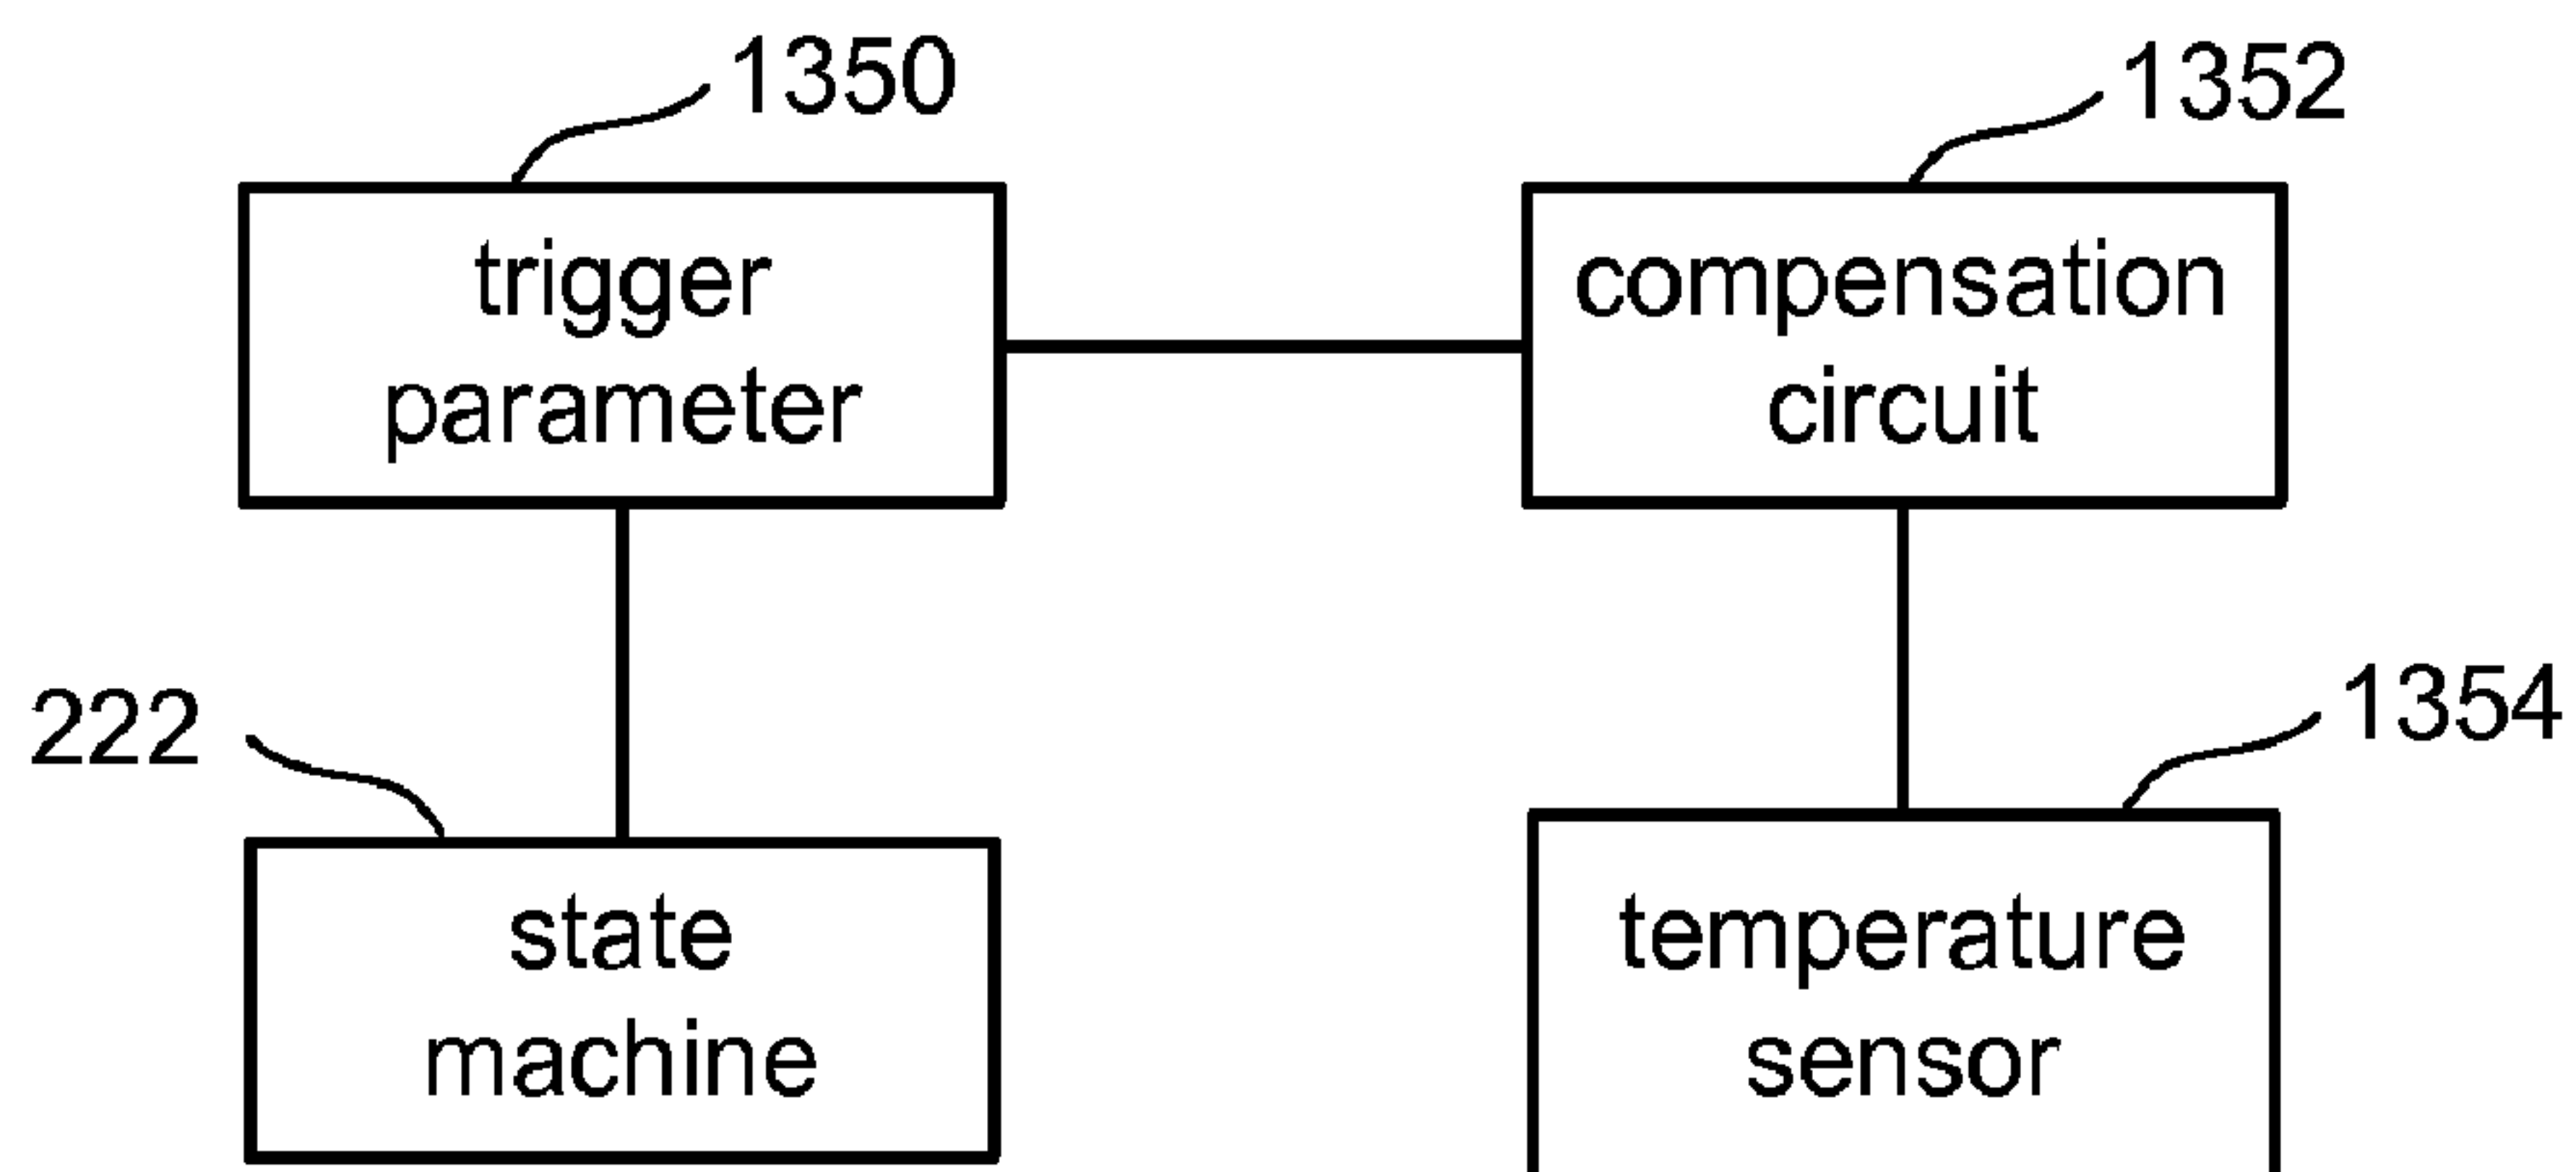 1350
1352
trigger
parameter
compensation
circuit
222
1354
state
machine
temperature
sensor